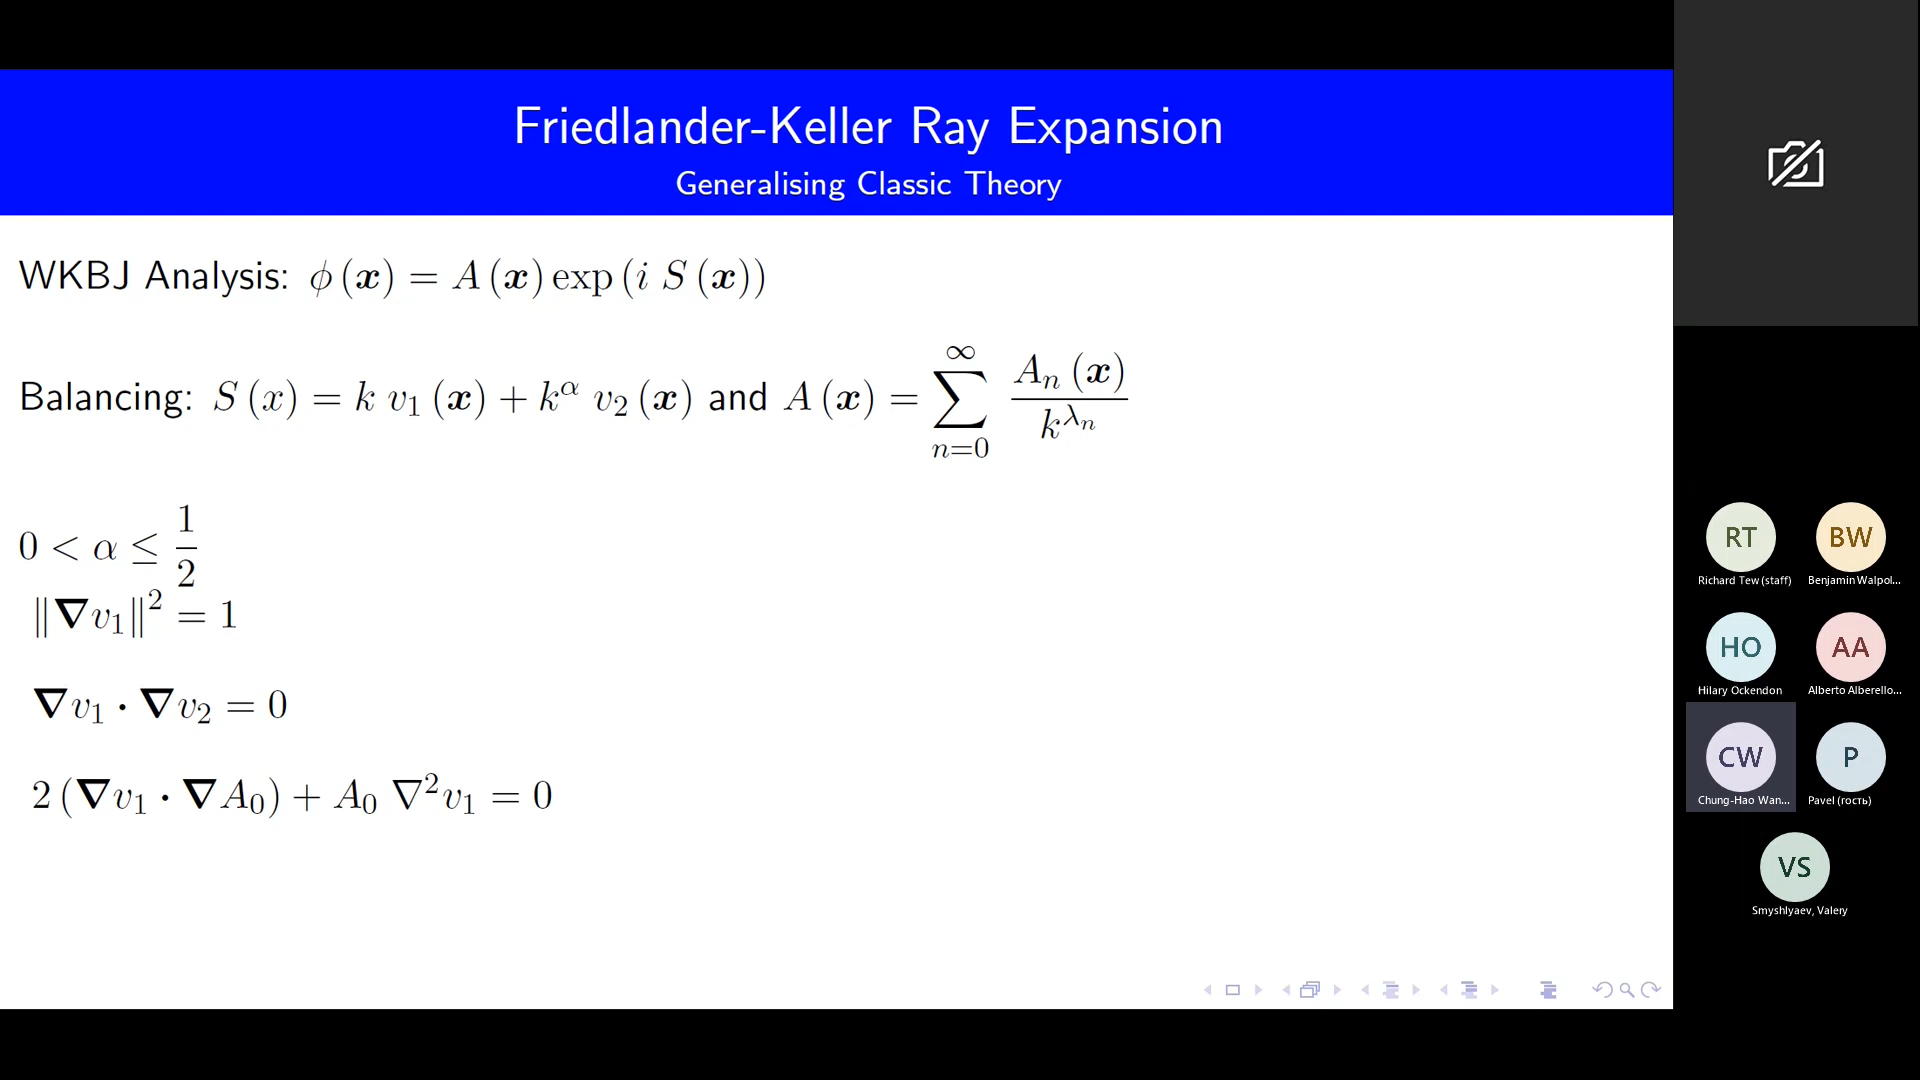 Friedlander-Keller Ray Expansion
Generalising Classic Theory
WKBJ Analysis: ϕ (𝒙) = A (𝒙) exp (i S (𝒙))
Balancing: S (x) = k v₁ (𝒙) + k^α v₂ (𝒙) and A (𝒙) = ∑_{n=0}^{∞} A_n (𝒙) / k^{λ_n}
0 < α ≤ 1/2
‖∇v₁‖² = 1
∇v₁ · ∇v₂ = 0
2 (∇v₁ · ∇A₀) + A₀ ∇²v₁ = 0
RT
BW
Richard Tew (staff)
Benjamin Walpol...
HO
AA
Hilary Ockendon
Alberto Alberello...
CW
P
Chung-Hao Wan...
Pavel (гость)
VS
Smyshlyaev, Valery